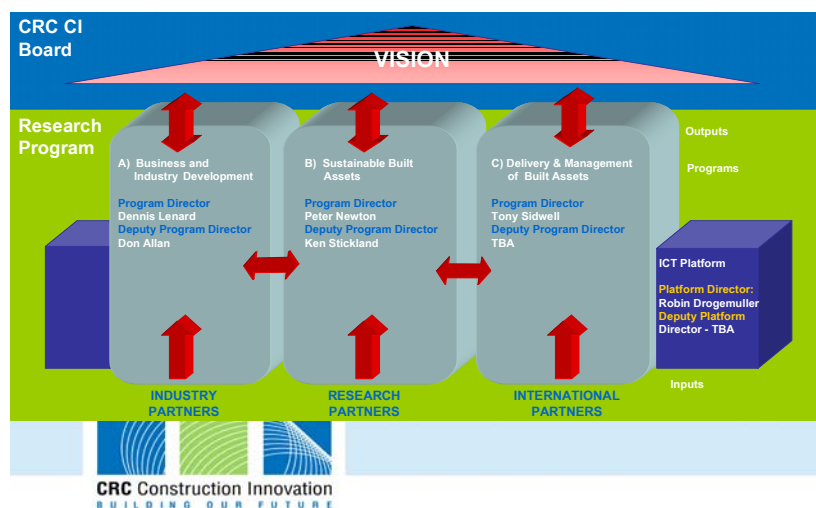 CRC CI
Board
VISION
Research
Program
Outputs
Programs
A) Business and
Industry Development
Program Director
Dennis Lenard
Deputy Program Director
Don Allan
B) Sustainable Built
Assets
Program Director
Peter Newton
Deputy Program Director
Ken Stickland
C) Delivery & Management
of Built Assets
Program Director
Tony Sidwell
Deputy Program Director
TBA
ICT Platform
Platform Director:
Robin Drogemuller
Deputy Platform
Director - TBA
Inputs
INDUSTRY
PARTNERS
RESEARCH
PARTNERS
INTERNATIONAL
PARTNERS
CRC Construction Innovation
BUILDING OUR FUTURE